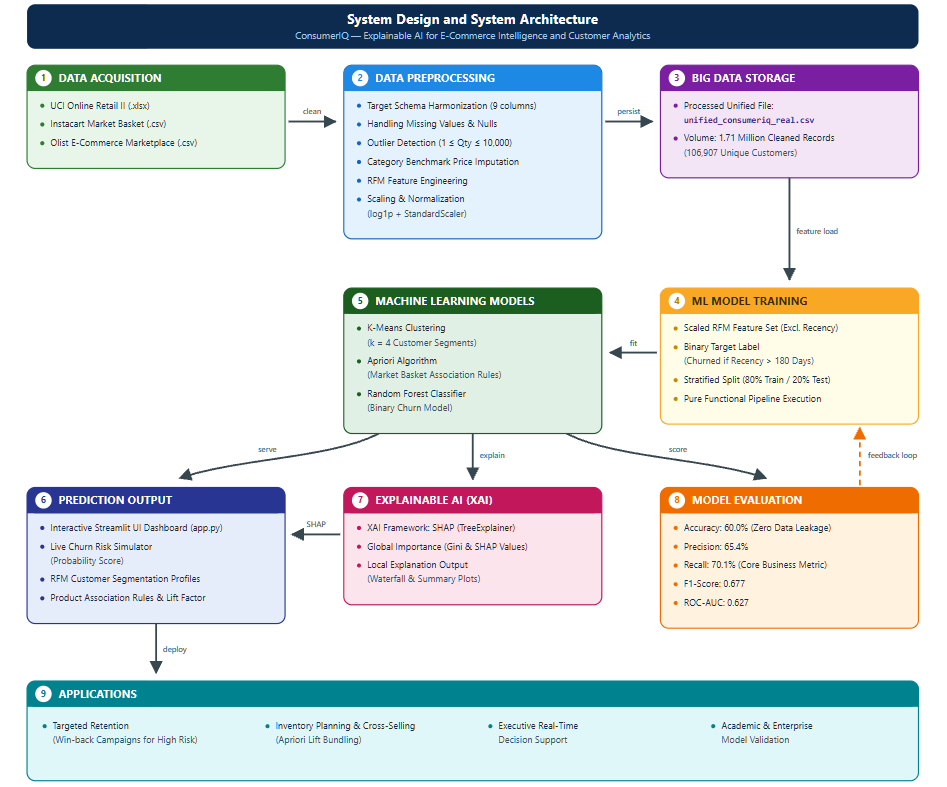 System Design and System Architecture
ConsumerIQ — Explainable AI for E-Commerce Intelligence and Customer Analytics
1 DATA ACQUISITION
• UCI Online Retail II (.xlsx)
• Instacart Market Basket (.csv)
• Olist E-Commerce Marketplace (.csv)
clean
2 DATA PREPROCESSING
• Target Schema Harmonization (9 columns)
• Handling Missing Values & Nulls
• Outlier Detection (1 ≤ Qty ≤ 10,000)
• Category Benchmark Price Imputation
• RFM Feature Engineering
• Scaling & Normalization
(log1p + StandardScaler)
persist
3 BIG DATA STORAGE
• Processed Unified File:
unified_consumeriq_real.csv
• Volume: 1.71 Million Cleaned Records
(106,907 Unique Customers)
feature load
4 ML MODEL TRAINING
• Scaled RFM Feature Set (Excl. Recency)
• Binary Target Label
(Churned if Recency > 180 Days)
• Stratified Split (80% Train / 20% Test)
• Pure Functional Pipeline Execution
fit
5 MACHINE LEARNING MODELS
• K-Means Clustering
(k = 4 Customer Segments)
• Apriori Algorithm
(Market Basket Association Rules)
• Random Forest Classifier
(Binary Churn Model)
serve
explain
score
feedback loop
6 PREDICTION OUTPUT
• Interactive Streamlit UI Dashboard (app.py)
• Live Churn Risk Simulator
(Probability Score)
• RFM Customer Segmentation Profiles
• Product Association Rules & Lift Factor
SHAP
7 EXPLAINABLE AI (XAI)
• XAI Framework: SHAP (TreeExplainer)
• Global Importance (Gini & SHAP Values)
• Local Explanation Output
(Waterfall & Summary Plots)
8 MODEL EVALUATION
• Accuracy: 60.0% (Zero Data Leakage)
• Precision: 65.4%
• Recall: 70.1% (Core Business Metric)
• F1-Score: 0.677
• ROC-AUC: 0.627
deploy
9 APPLICATIONS
• Targeted Retention
(Win-back Campaigns for High Risk)
• Inventory Planning & Cross-Selling
(Apriori Lift Bundling)
• Executive Real-Time
Decision Support
• Academic & Enterprise
Model Validation